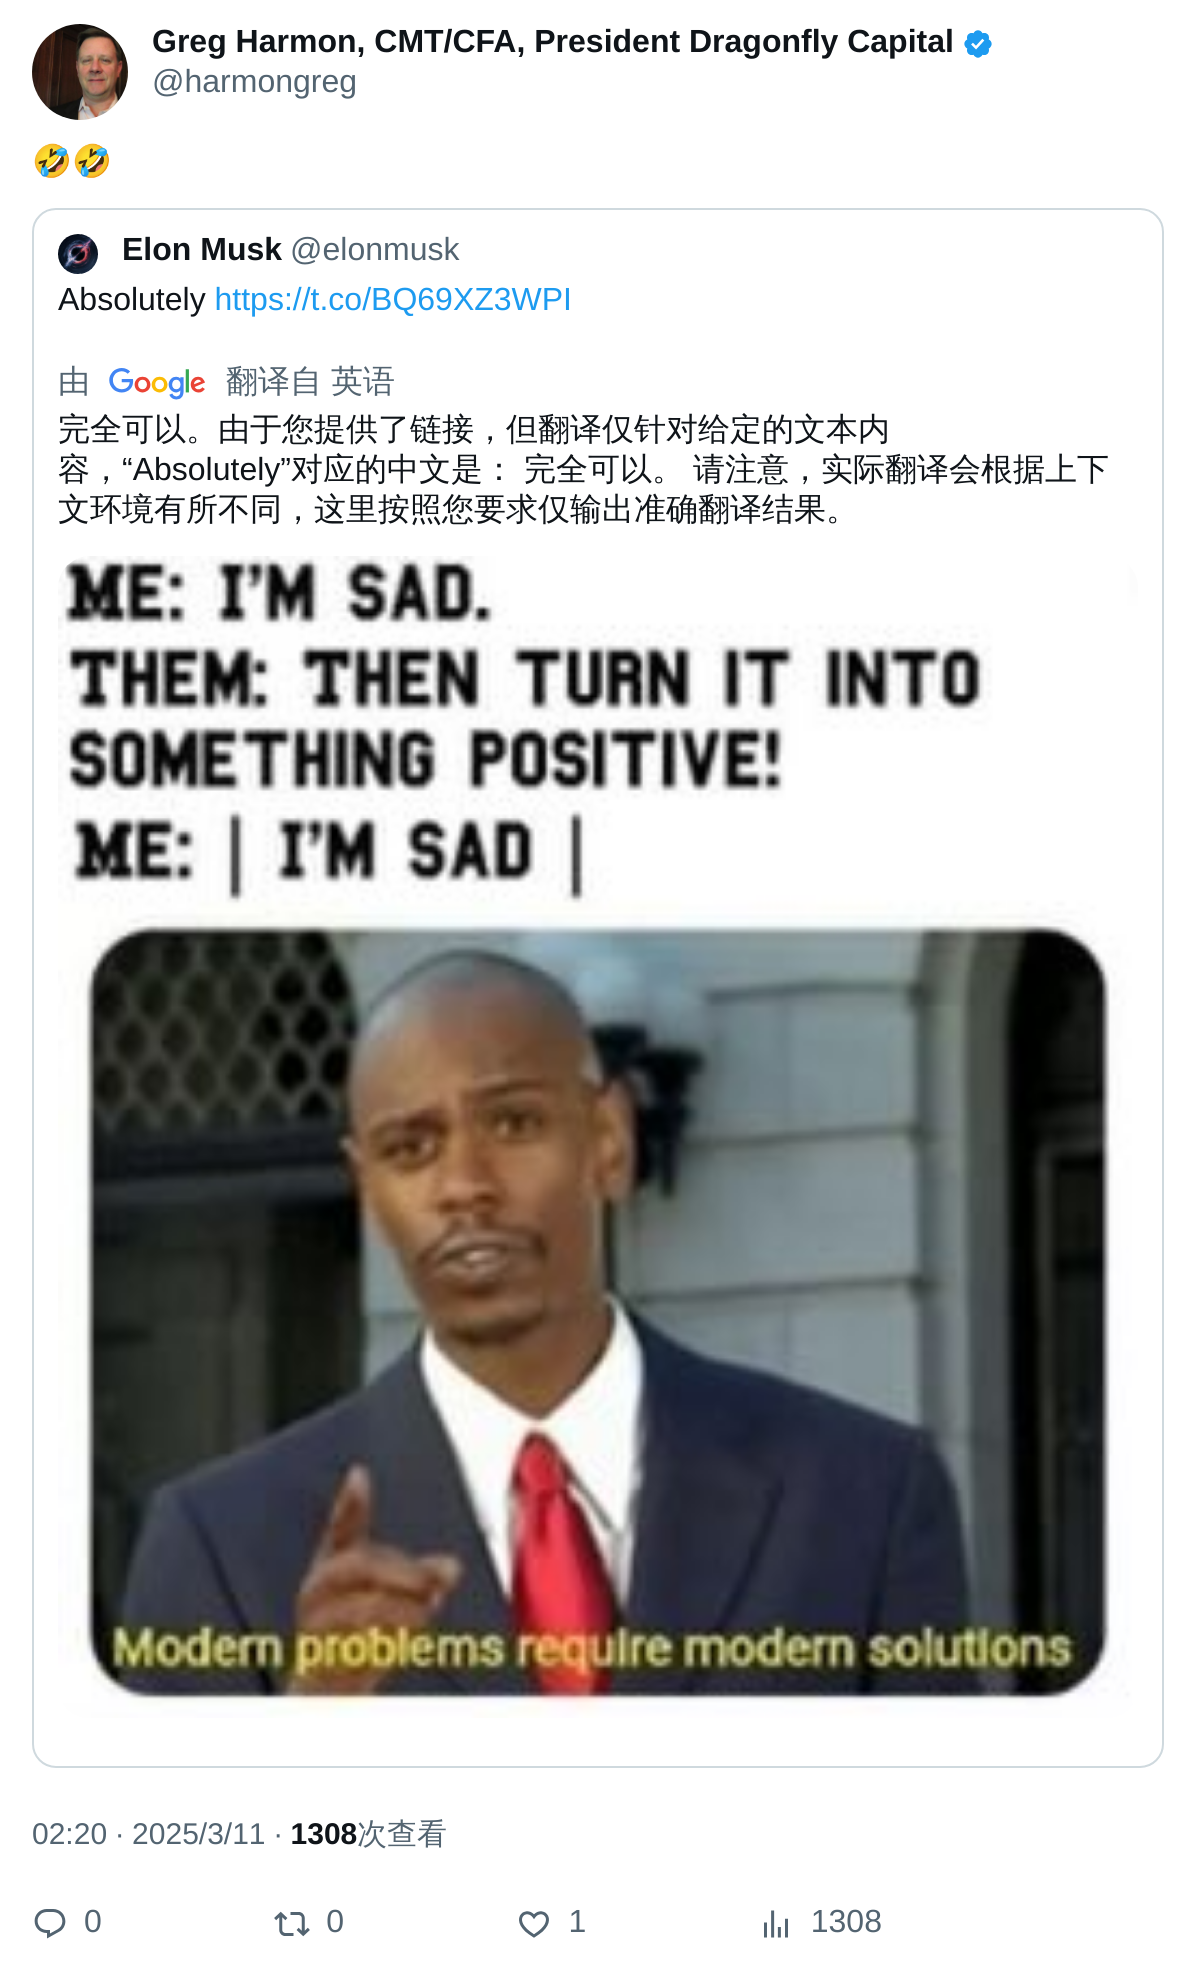 Greg Harmon, CMT/CFA, President Dragonfly Capital
@harmongreg
🤣🤣
Elon Musk @elonmusk
Absolutely https://t.co/BQ69XZ3WPI
由 Google 翻译自 英语
完全可以。由于您提供了链接，但翻译仅针对给定的文本内
容，“Absolutely”对应的中文是： 完全可以。 请注意，实际翻译会根据上下
文环境有所不同，这里按照您要求仅输出准确翻译结果。
ME: I'M SAD.
THEM: THEN TURN IT INTO
SOMETHING POSITIVE!
ME: | I'M SAD |
Modern problems require modern solutions
02:20 · 2025/3/11 · 1308次查看
0 0 1 1308